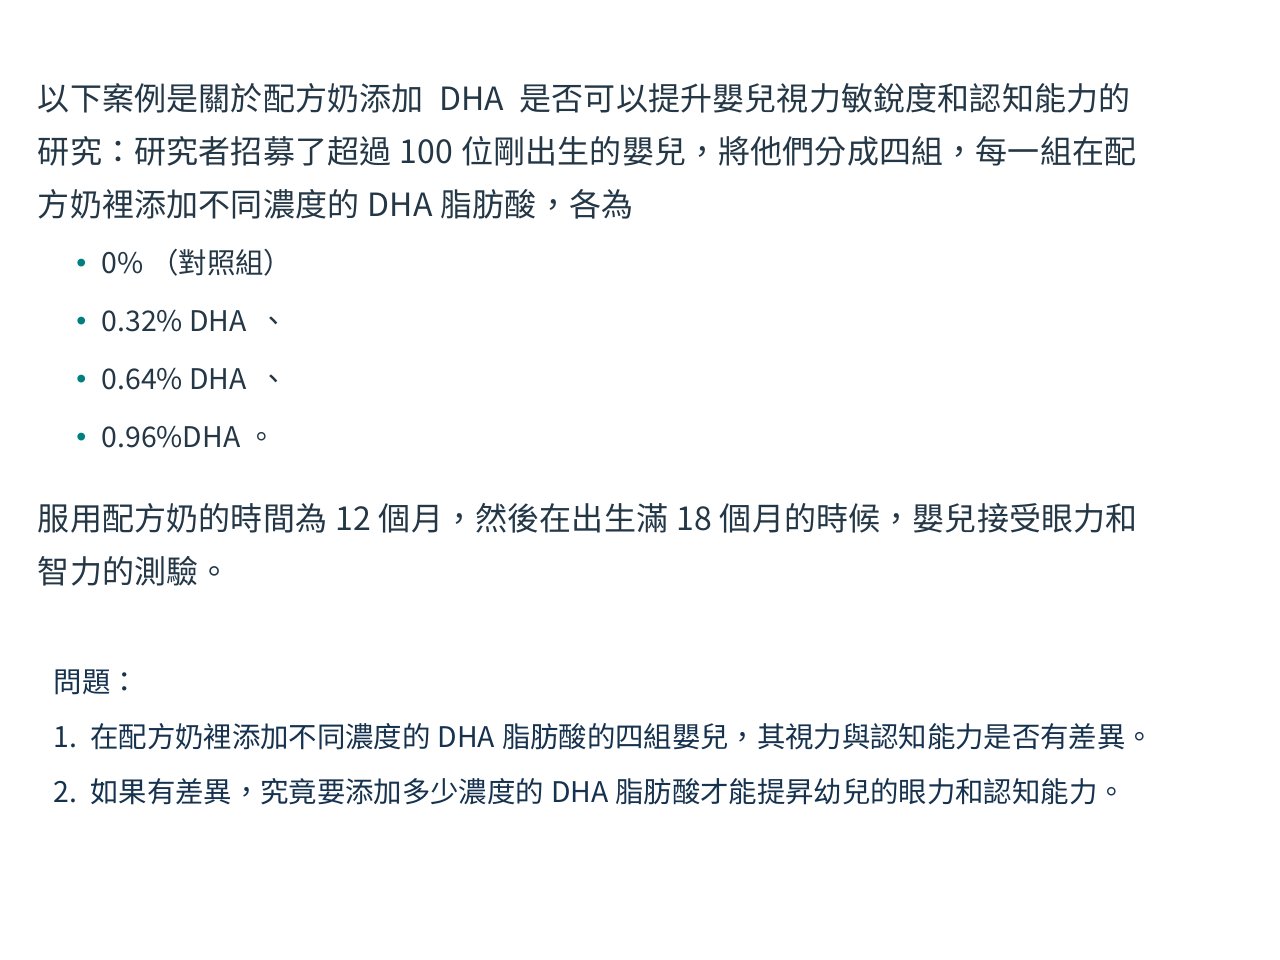 以下案例是關於配方奶添加 DHA 是否可以提升嬰兒視力敏銳度和認知能力的
研究：研究者招募了超過 100 位剛出生的嬰兒，將他們分成四組，每一組在配
方奶裡添加不同濃度的 DHA 脂肪酸，各為
• 0% （對照組）
• 0.32% DHA 、
• 0.64% DHA 、
• 0.96%DHA 。
服用配方奶的時間為 12 個月，然後在出生滿 18 個月的時候，嬰兒接受眼力和
智力的測驗。
問題：
1. 在配方奶裡添加不同濃度的 DHA 脂肪酸的四組嬰兒，其視力與認知能力是否有差異。
2. 如果有差異，究竟要添加多少濃度的 DHA 脂肪酸才能提昇幼兒的眼力和認知能力。